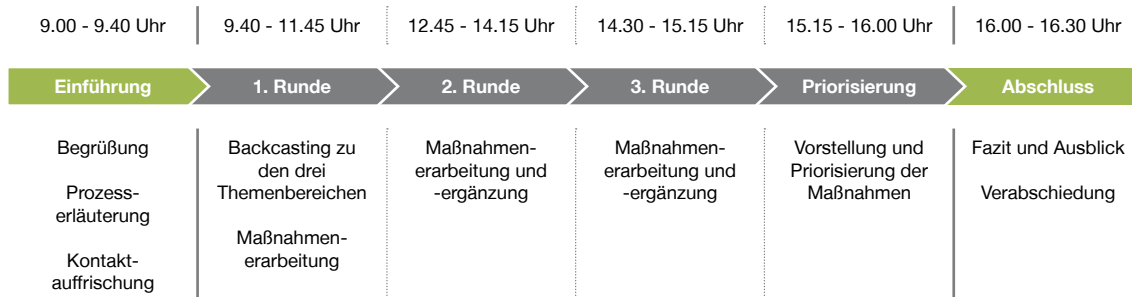 9.00 - 9.40 Uhr
9.40 - 11.45 Uhr
12.45 - 14.15 Uhr
14.30 - 15.15 Uhr
15.15 - 16.00 Uhr
16.00 - 16.30 Uhr
Einführung
1. Runde
2. Runde
3. Runde
Priorisierung
Abschluss
Begrüßung
Prozess-
erläuterung
Kontakt-
auffrischung
Backcasting zu
den drei
Themenbereichen
Maßnahmen-
erarbeitung
Maßnahmen-
erarbeitung und
-ergänzung
Maßnahmen-
erarbeitung und
-ergänzung
Vorstellung und
Priorisierung der
Maßnahmen
Fazit und Ausblick
Verabschiedung